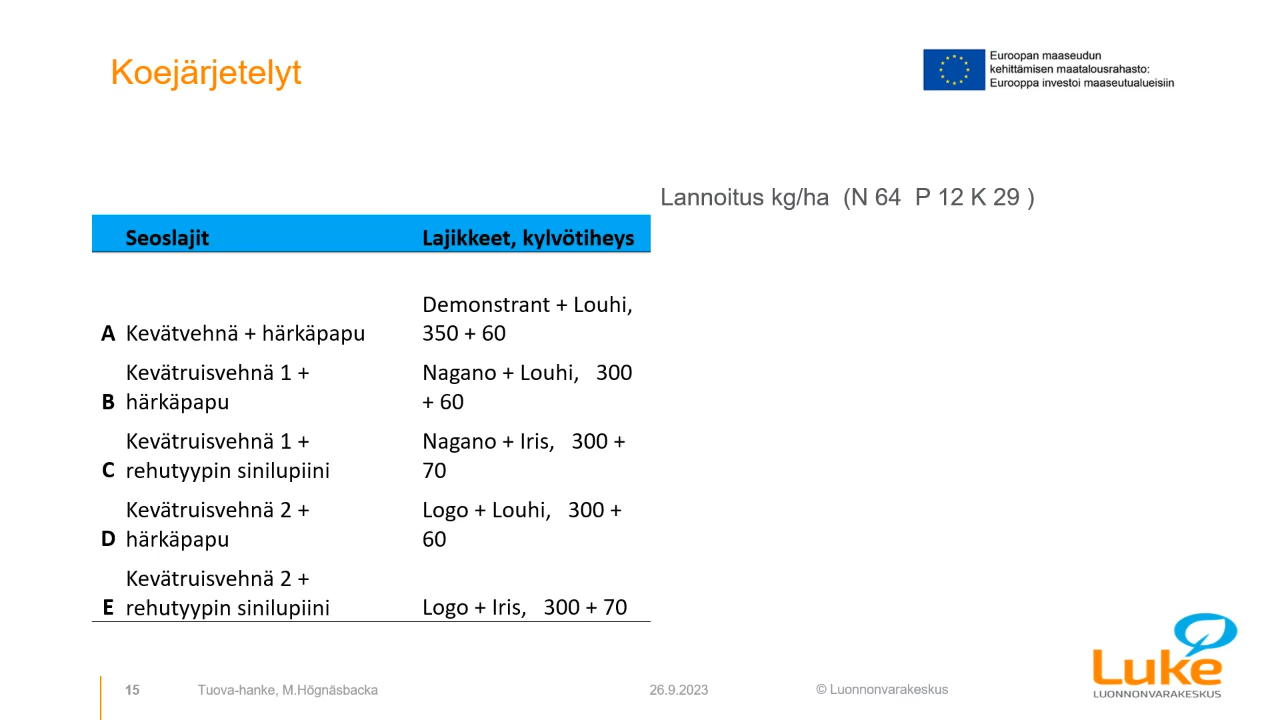 Koejärjetelyt
Euroopan maaseudun
kehittämisen maatalousrahasto:
Eurooppa investoi maaseutualueisiin
Lannoitus kg/ha (N 64 P 12 K 29 )
Seoslajit Lajikkeet, kylvötiheys
Demonstrant + Louhi,
A Kevätvehnä + härkäpapu 350 + 60
Kevätruisvehnä 1 + Nagano + Louhi, 300
B härkäpapu + 60
Kevätruisvehnä 1 + Nagano + Iris, 300 +
C rehutyypin sinilupiini 70
Kevätruisvehnä 2 + Logo + Louhi, 300 +
D härkäpapu 60
Kevätruisvehnä 2 +
E rehutyypin sinilupiini Logo + Iris, 300 + 70
15 Tuova-hanke, M.Högnäsbacka 26.9.2023 © Luonnonvarakeskus
Luke
LUONNONVARAKESKUS